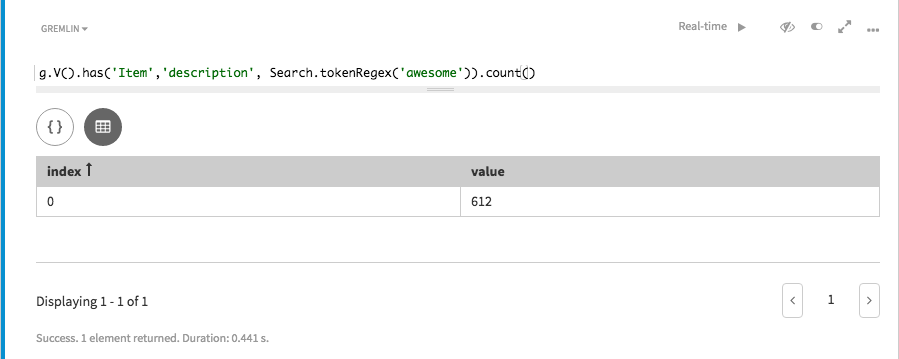 GREMLIN
Real-time
g.V().has('Item','description', Search.tokenRegex('awesome')).count()
{ }
index ↑ value
0 612
Displaying 1 - 1 of 1
< 1 >
Success. 1 element returned. Duration: 0.441 s.